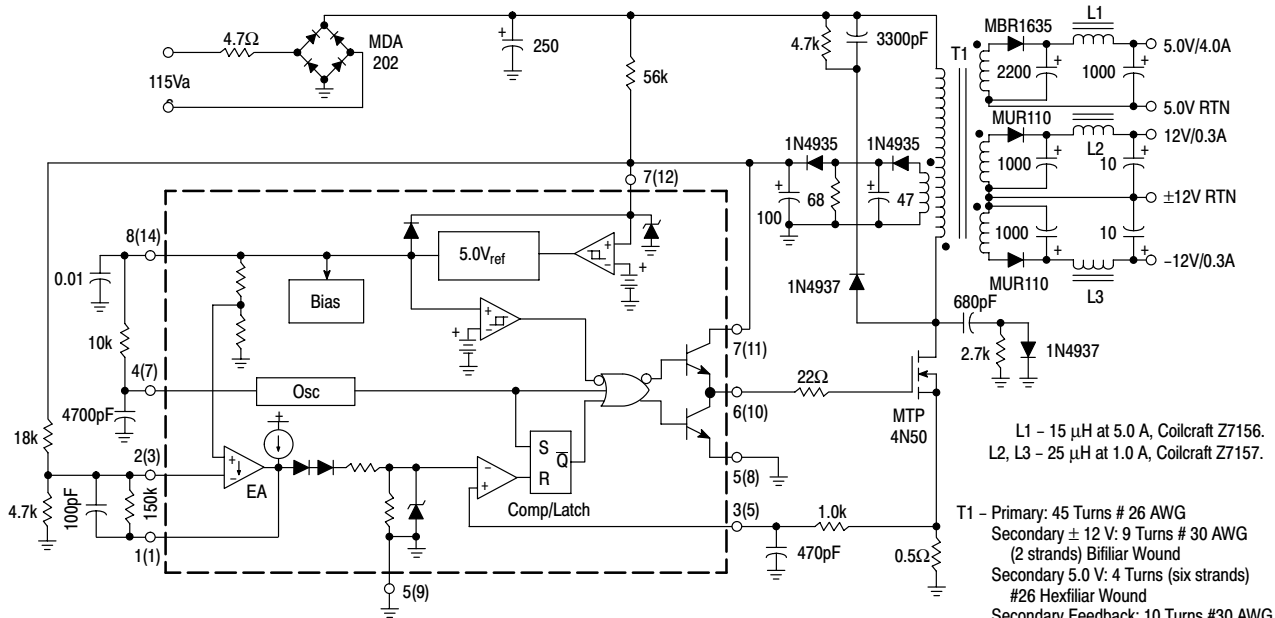 4.7Ω
MDA
202
115Va
250
56k
4.7k
3300pF
T1
MBR1635
L1
5.0V/4.0A
2200
1000
5.0V RTN
MUR110
12V/0.3A
L2
1000
10
±12V RTN
1000
10
MUR110
L3
–12V/0.3A
1N4935
1N4935
100
68
47
7(12)
8(14)
0.01
5.0Vref
Bias
10k
4(7)
4700pF
Osc
18k
2(3)
4.7k
100pF
150k
1(1)
EA
S
R
Q
Comp/Latch
5(9)
7(11)
6(10)
5(8)
3(5)
22Ω
1N4937
680pF
2.7k
1N4937
MTP
4N50
1.0k
470pF
0.5Ω
L1 – 15 μH at 5.0 A, Coilcraft Z7156.
L2, L3 – 25 μH at 1.0 A, Coilcraft Z7157.
T1 – Primary: 45 Turns # 26 AWG
Secondary ± 12 V: 9 Turns # 30 AWG
(2 strands) Bifiliar Wound
Secondary 5.0 V: 4 Turns (six strands)
#26 Hexfiliar Wound
Secondary Feedback: 10 Turns #30 AWG